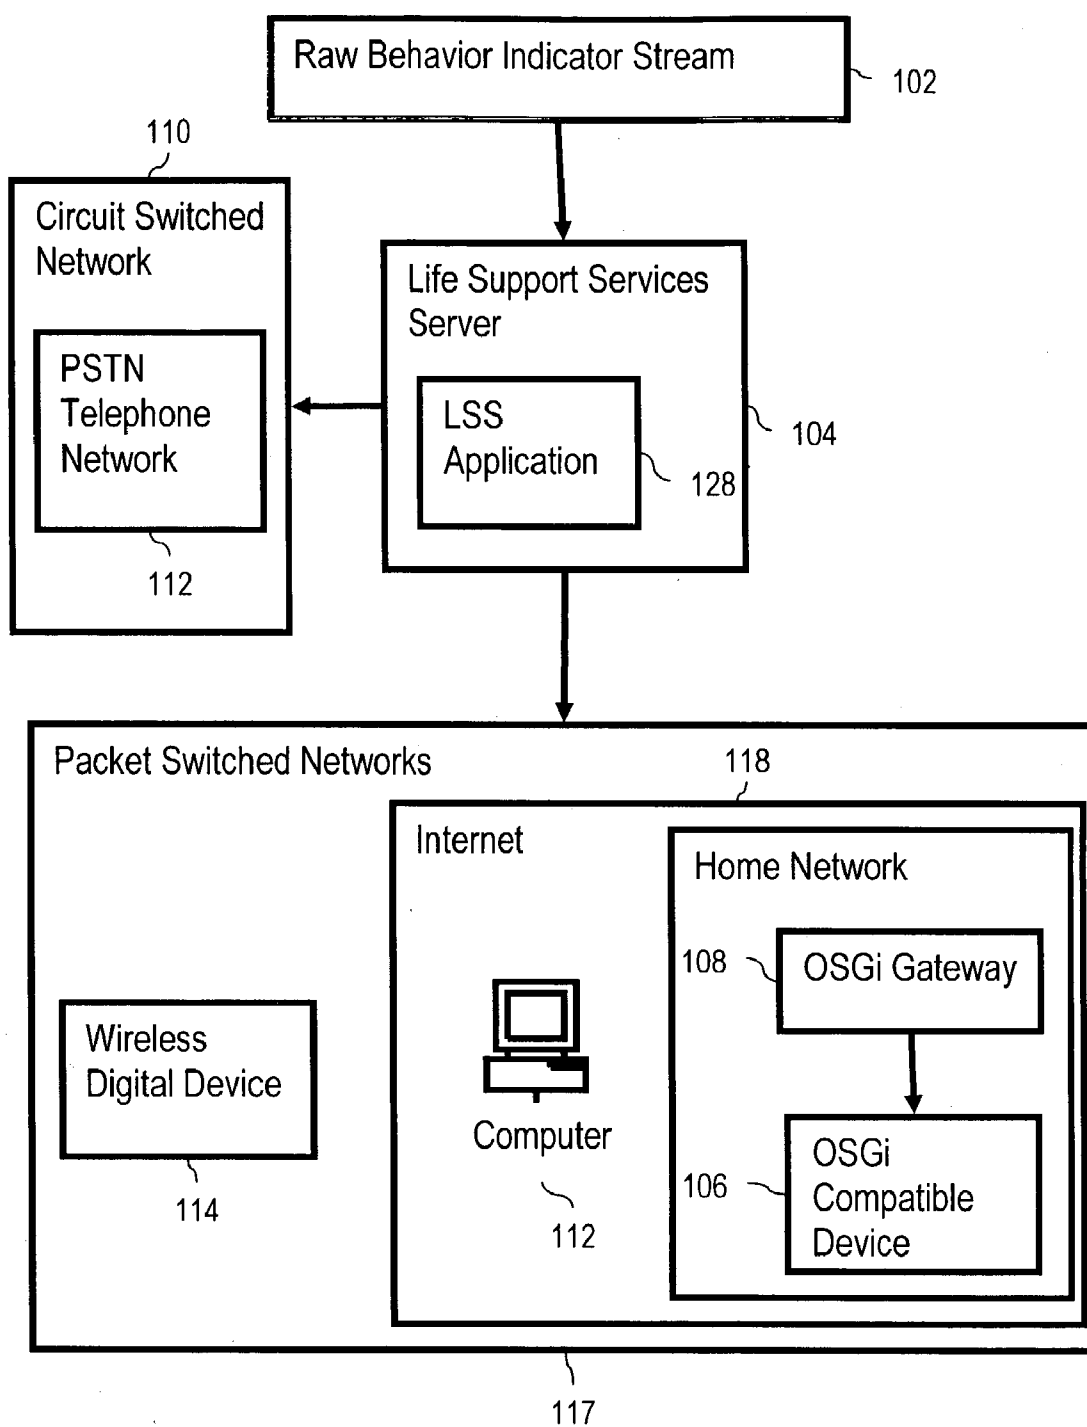 Raw Behavior Indicator Stream
102
110
Circuit Switched
Network
PSTN
Telephone
Network
112
Life Support Services
Server
LSS
Application
128
104
Packet Switched Networks
118
Internet
Home Network
108
OSGi Gateway
Wireless
Digital Device
114
Computer
112
106
OSGi
Compatible
Device
117